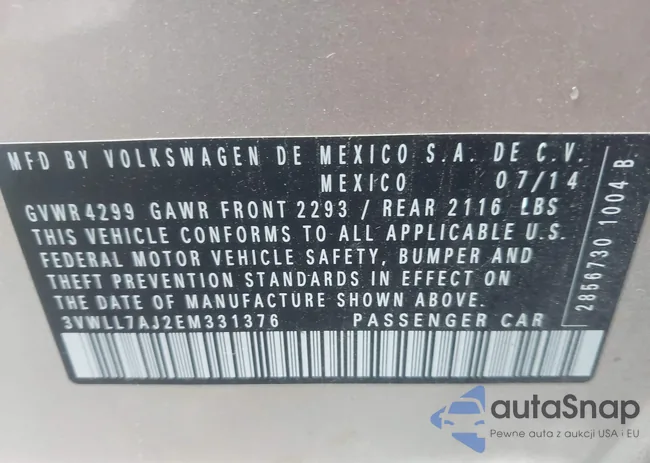 MFD BY VOLKSWAGEN DE MEXICO S.A. DE C.V.
MEXICO 07/14
GVWR 4299 GAWR FRONT 2293 / REAR 2116 LBS
THIS VEHICLE CONFORMS TO ALL APPLICABLE U.S.
FEDERAL MOTOR VEHICLE SAFETY, BUMPER AND
THEFT PREVENTION STANDARDS IN EFFECT ON
THE DATE OF MANUFACTURE SHOWN ABOVE.
3VWLL7AJ2EM331376 PASSENGER CAR
2856730 1004 B
autaSnap
Pewne auta z aukcji USA i EU